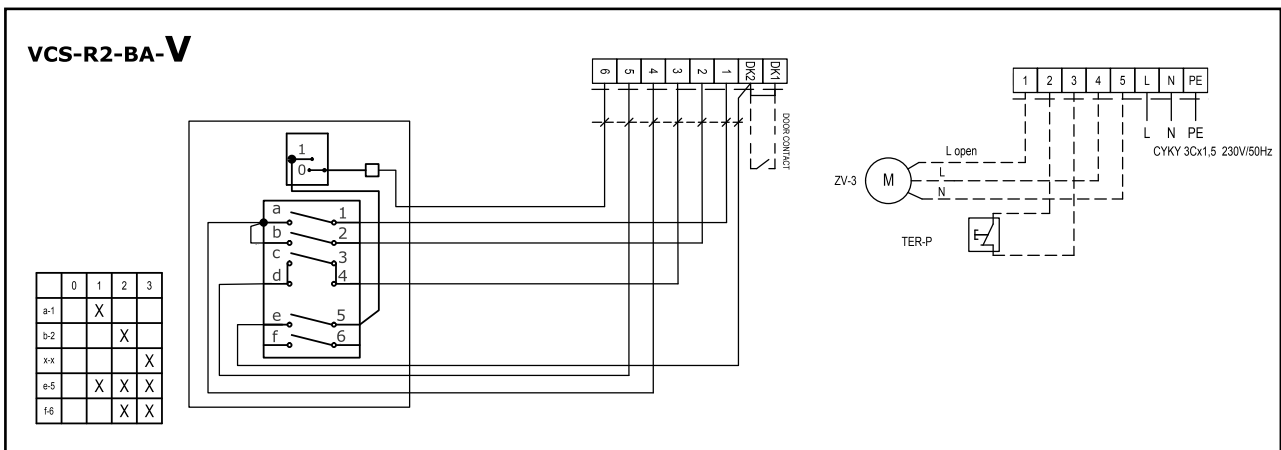 VCS-R2-BA-V
6 5 4 3 2 1 DK2 DK1
DOOR CONTACT
1
0
a 1
b 2
c 3
d 4
e 5
f 6
0 1 2 3
a-1 X
b-2 X
x-x X
e-5 X X X
f-6 X X
1 2 3 4 5 L N PE
L N PE
CYKY 3Cx1,5 230V/50Hz
L open
ZV-3 M L
N
TER-P E